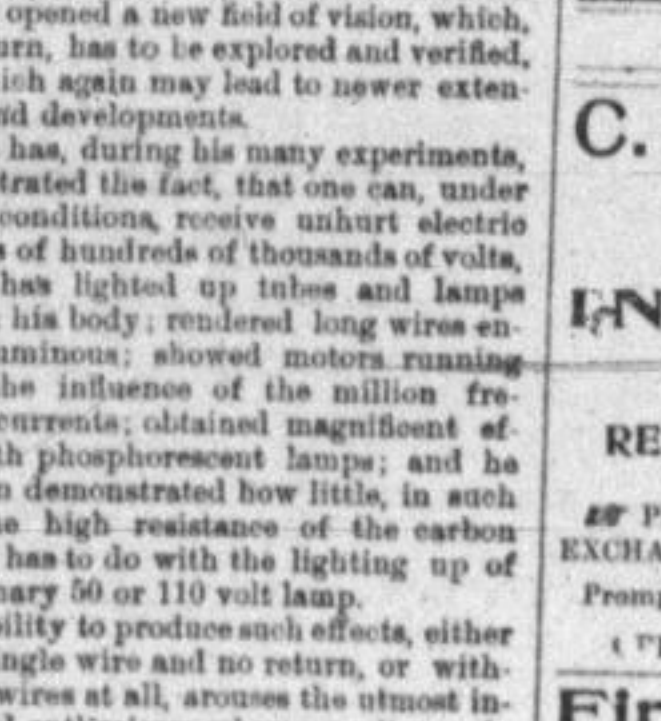 opened a new field of vision, which,
urn, has to be explored and verified,
ich again may lead to newer exten-
nd developments.
has, during his many experiments,
trated the fact, that one can, under
conditions, receive unhurt electric
s of hundreds of thousands of volts,
has lighted up tubes and lamps
his body; rendered long wires en-
uminous; showed motors running
he influence of the million fre-
currents; obtained magnificent ef-
th phosphorescent lamps; and he
n demonstrated how little, in such
e high resistance of the carbon
has to do with the lighting up of
nary 50 or 110 volt lamp.
ility to produce such effects, either
ngle wire and no return, or with-
wires at all, arouses the utmost in-
C.
RE
P
EXCHA
Promp
Fir